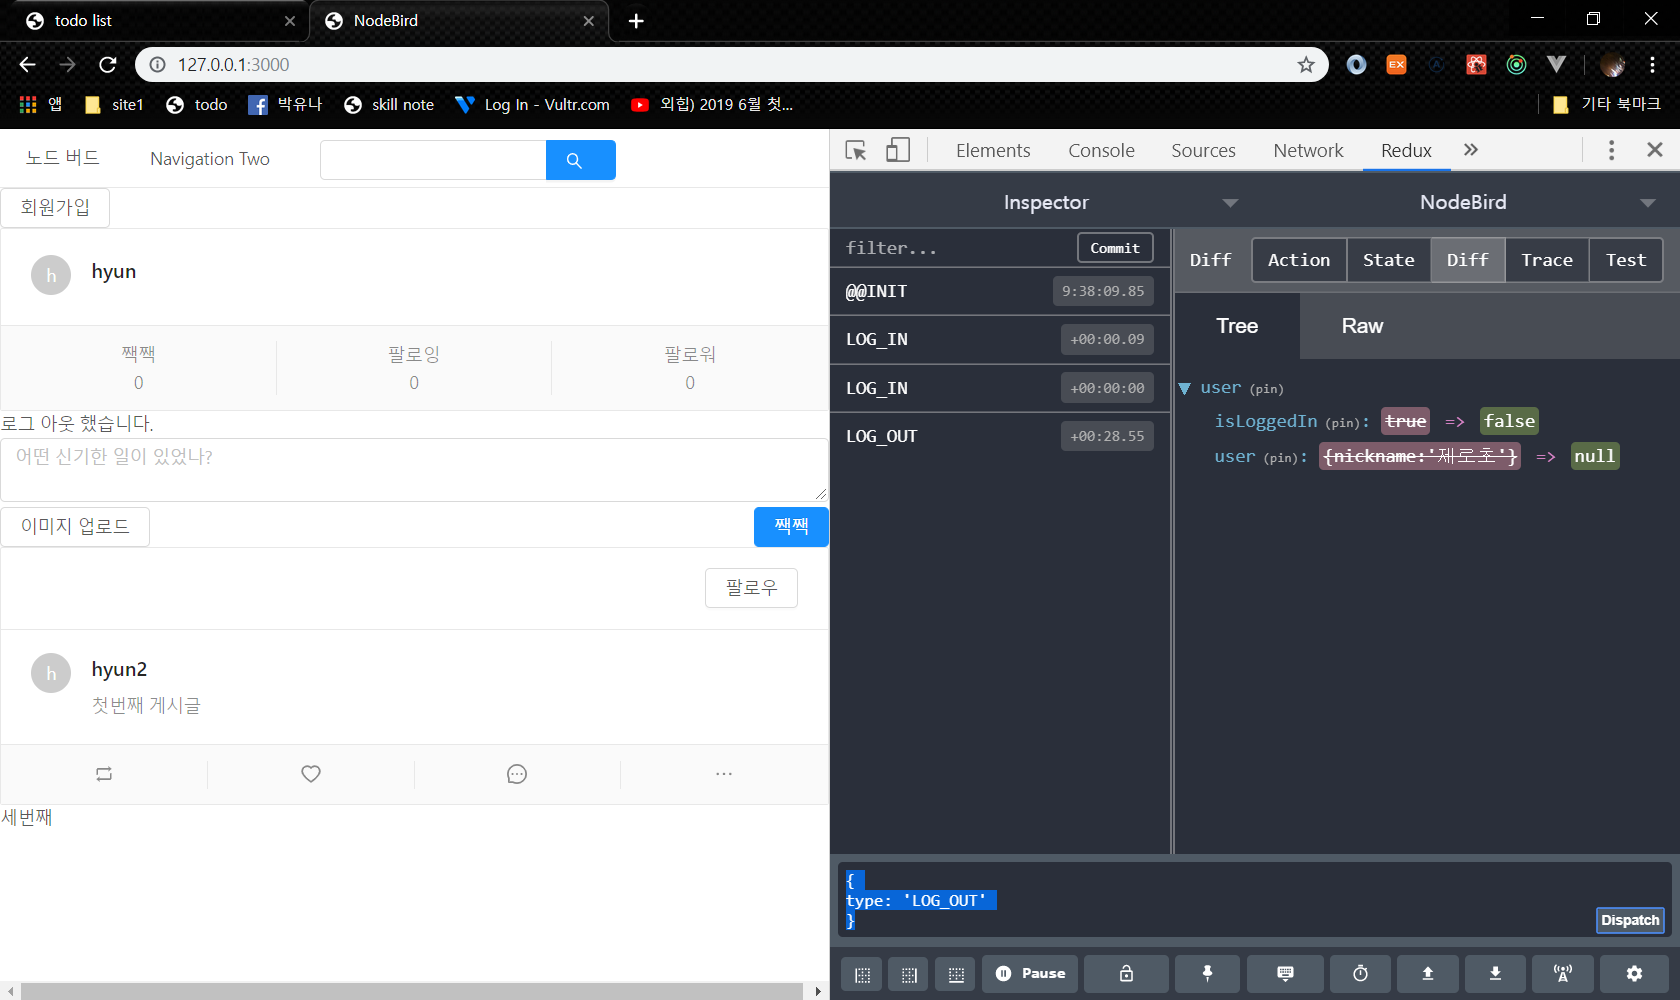 todo list
NodeBird
127.0.0.1:3000
앱
site1
todo
박유나
skill note
Log In - Vultr.com
외힙) 2019 6월 첫...
기타 북마크
노드 버드
Navigation Two
회원가입
h
hyun
짹짹
0
팔로잉
0
팔로워
0
로그 아웃 했습니다.
어떤 신기한 일이 있었나?
이미지 업로드
짹짹
팔로우
h
hyun2
첫번째 게시글
세번째
Elements
Console
Sources
Network
Redux
Inspector
NodeBird
filter...
Commit
@@INIT
9:38:09.85
LOG_IN
+00:00.09
LOG_IN
+00:00:00
LOG_OUT
+00:28.55
Diff
Action
State
Diff
Trace
Test
Tree
Raw
user (pin)
isLoggedIn (pin): true => false
user (pin): {nickname:'제로초'} => null
{
type: 'LOG_OUT'
}
Dispatch
Pause